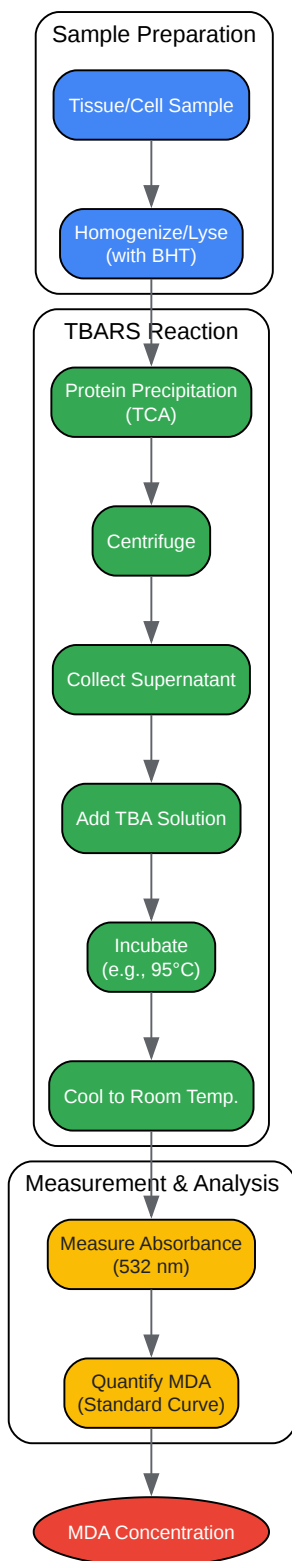 Sample Preparation
Tissue/Cell Sample
Homogenize/Lyse
(with BHT)
TBARS Reaction
Protein Precipitation
(TCA)
Centrifuge
Collect Supernatant
Add TBA Solution
Incubate
(e.g., 95°C)
Cool to Room Temp.
Measurement & Analysis
Measure Absorbance
(532 nm)
Quantify MDA
(Standard Curve)
MDA Concentration